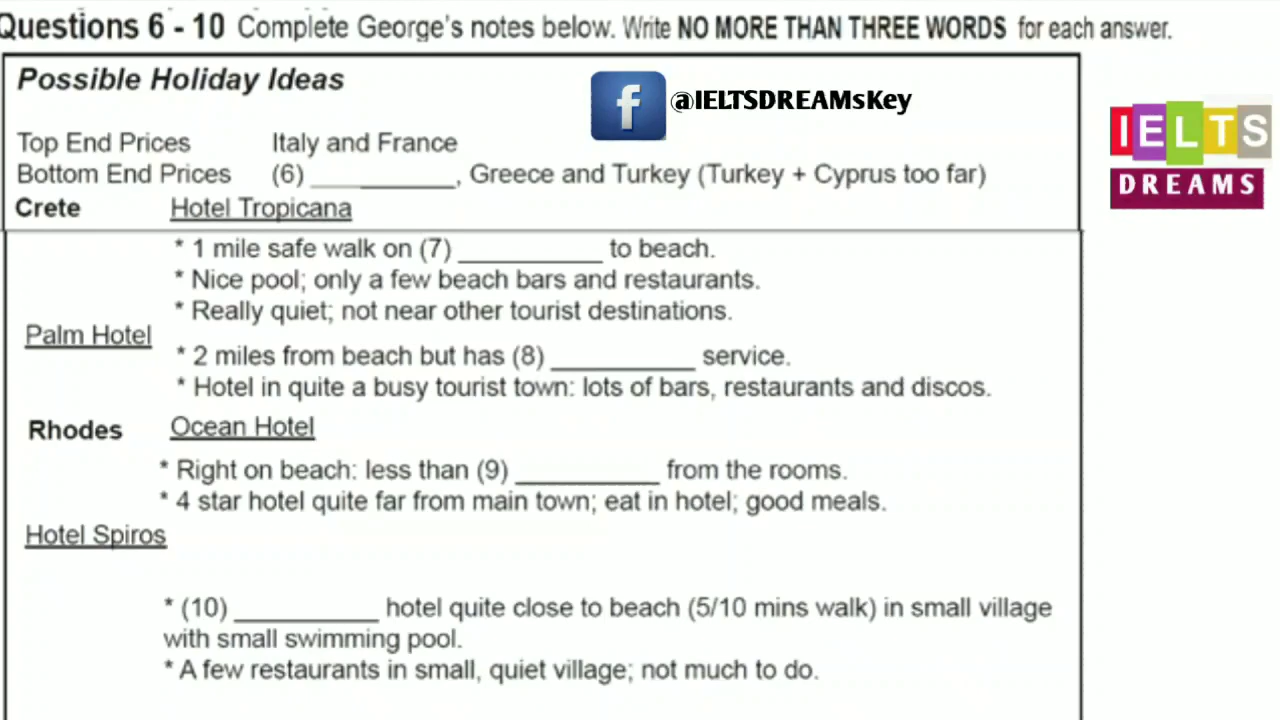 Questions 6 - 10 Complete George's notes below. Write NO MORE THAN THREE WORDS for each answer.
Possible Holiday Ideas
f @IELTSDREAMsKey
IELTS
DREAMS
Top End Prices Italy and France
Bottom End Prices (6) __________, Greece and Turkey (Turkey + Cyprus too far)
Crete Hotel Tropicana
* 1 mile safe walk on (7) __________ to beach.
* Nice pool; only a few beach bars and restaurants.
* Really quiet; not near other tourist destinations.
Palm Hotel
* 2 miles from beach but has (8) __________ service.
* Hotel in quite a busy tourist town: lots of bars, restaurants and discos.
Rhodes Ocean Hotel
* Right on beach: less than (9) __________ from the rooms.
* 4 star hotel quite far from main town; eat in hotel; good meals.
Hotel Spiros
* (10) __________ hotel quite close to beach (5/10 mins walk) in small village
with small swimming pool.
* A few restaurants in small, quiet village; not much to do.